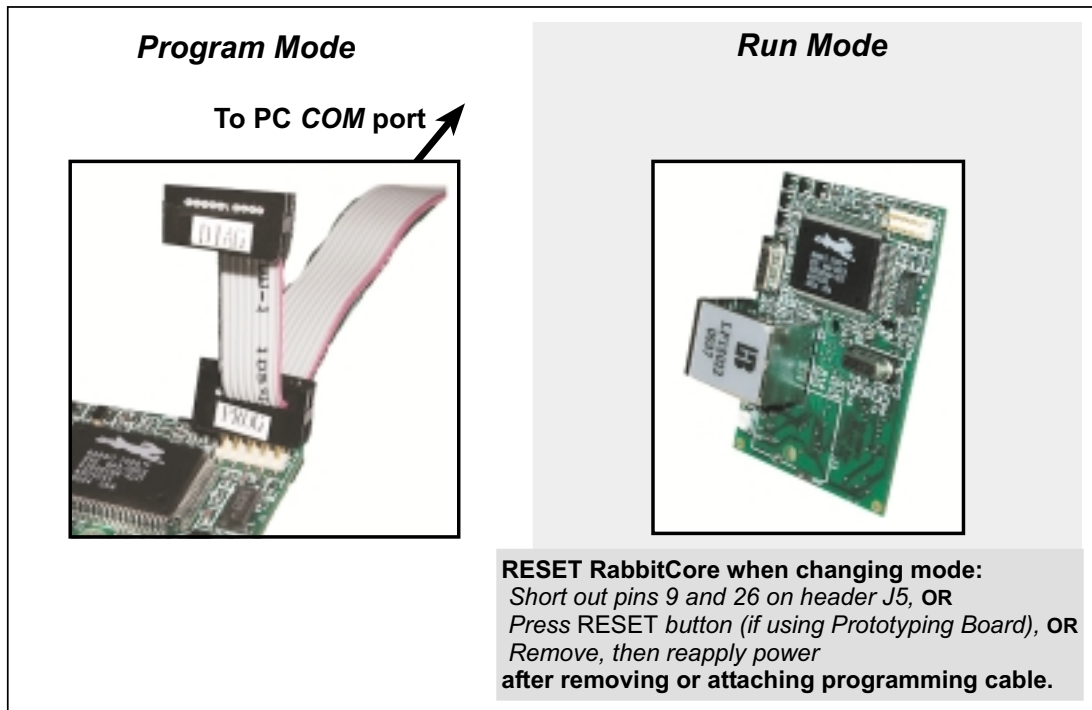 Program Mode
To PC COM port
DIAG
PROG
Run Mode
RESET RabbitCore when changing mode:
Short out pins 9 and 26 on header J5, OR
Press RESET button (if using Prototyping Board), OR
Remove, then reapply power
after removing or attaching programming cable.